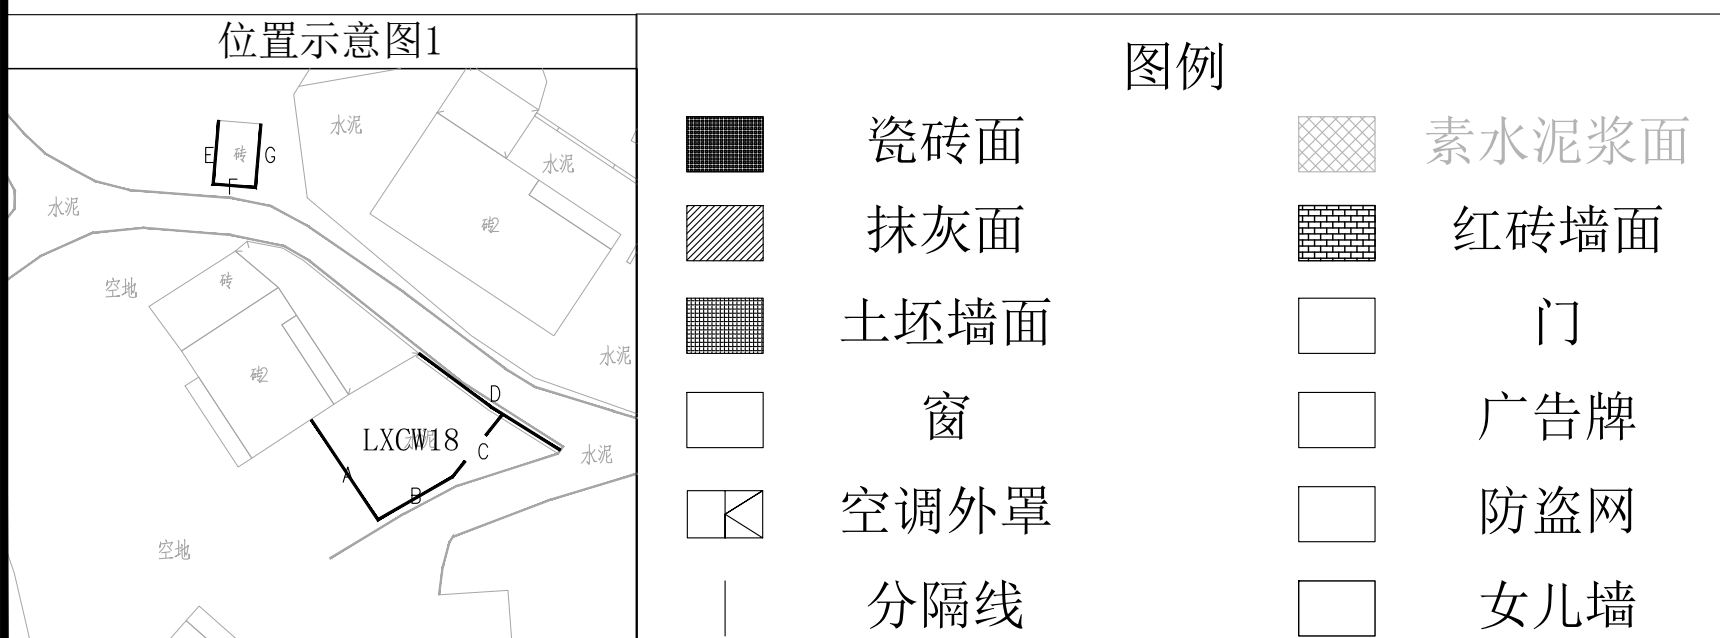 位置示意图1
图例
水泥
E
砖
G
F
水泥
水泥
砖2
空地
砖
水泥
砖2
D
LXCW18
水泥
C
水泥
A
B
空地
瓷砖面
素水泥浆面
抹灰面
红砖墙面
土坯墙面
门
窗
广告牌
空调外罩
防盗网
分隔线
女儿墙